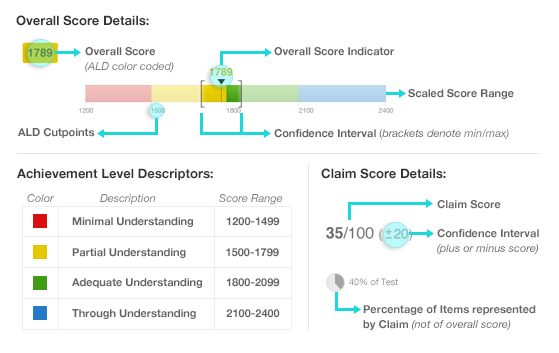 Overall Score Details:
1789
Overall Score
(ALD color coded)
Overall Score Indicator
1789
Scaled Score Range
1200
1500
1800
2100
2400
ALD Cutpoints
Confidence Interval (brackets denote min/max)
Achievement Level Descriptors:
Color Description Score Range
Minimal Understanding 1200-1499
Partial Understanding 1500-1799
Adequate Understanding 1800-2099
Through Understanding 2100-2400
Claim Score Details:
Claim Score
35/100 (±20)
Confidence Interval
(plus or minus score)
40% of Test
Percentage of Items represented
by Claim (not of overall score)